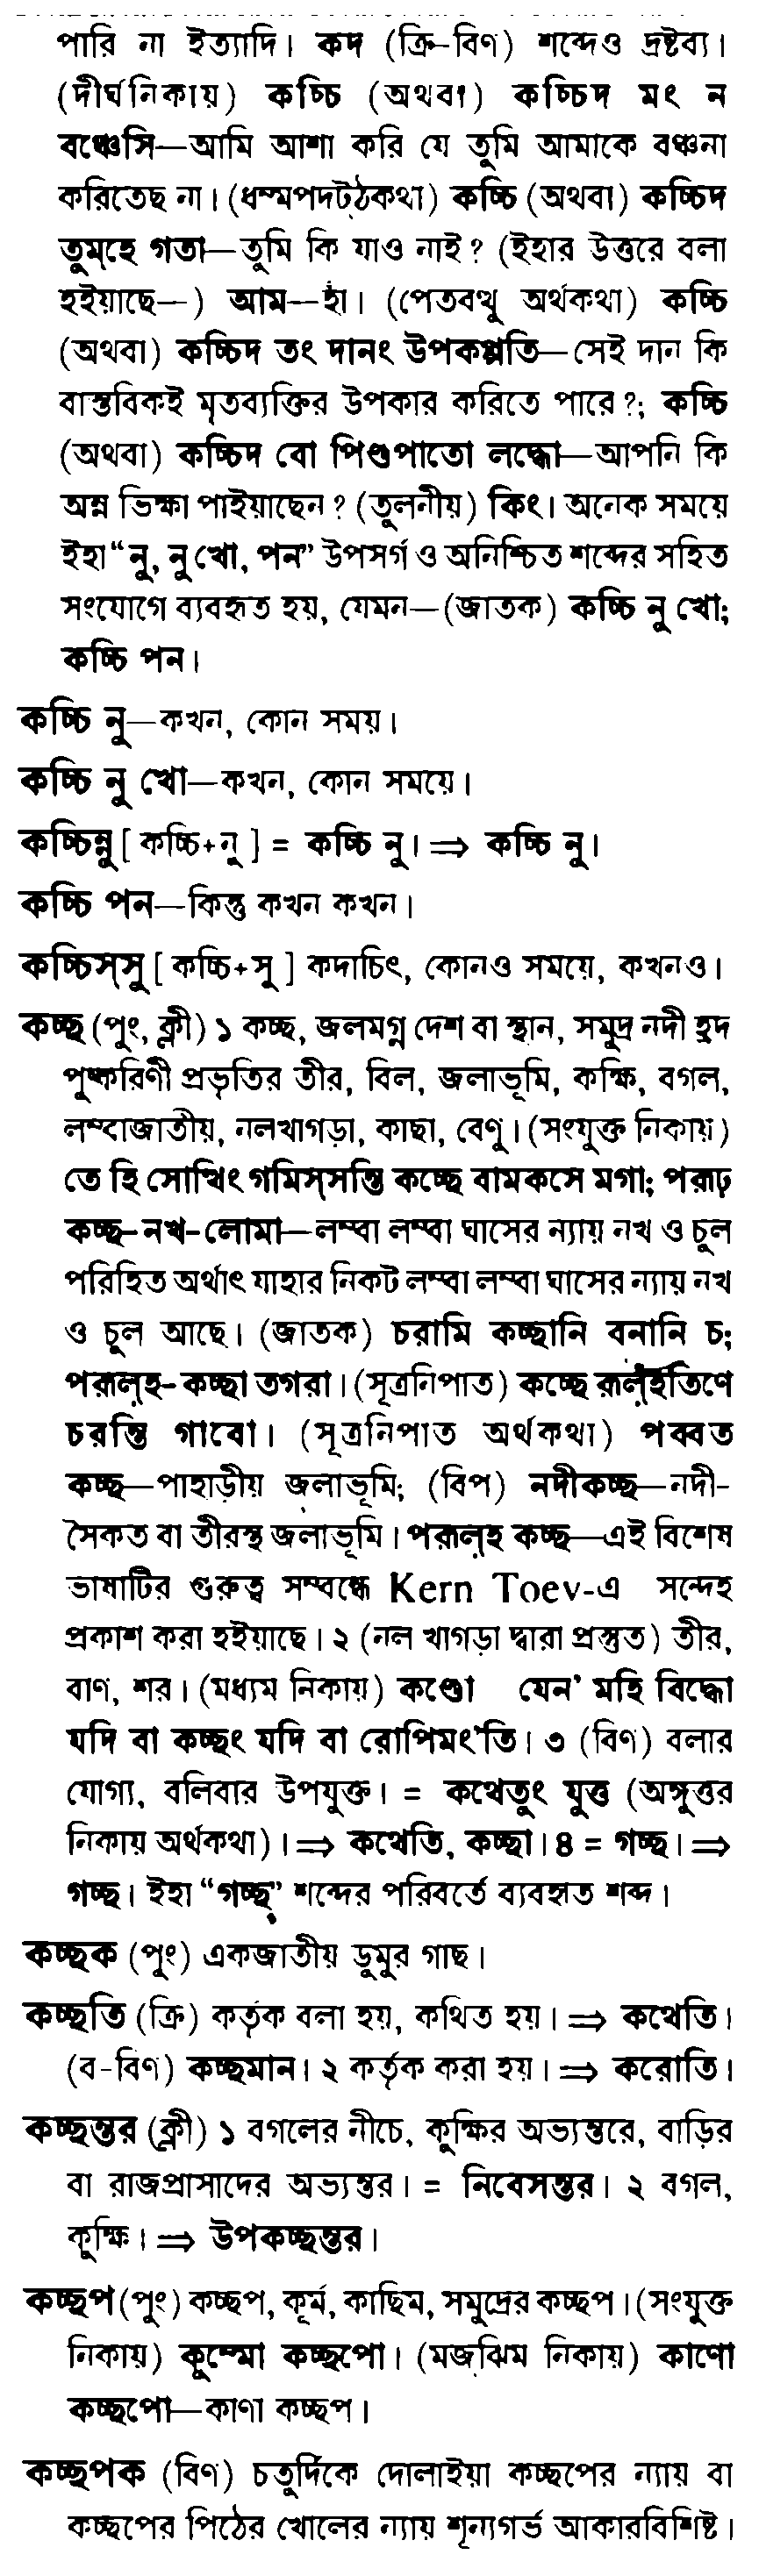 পারি না ইত্যাদি। কদ (ক্রি-বিণ) শব্দেও দ্রষ্টব্য।
(দীর্ঘনিকায়) কচ্চি (অথবা) কচ্চিদ মং ন
বঞ্চেসি—আমি আশা করি যে তুমি আমাকে বঞ্চনা
করিতেছ না। (ধম্মপদট্ঠকথা) কচ্চি (অথবা) কচ্চিদ
তুম্হে গতা—তুমি কি যাও নাই? (ইহার উত্তরে বলা
হইয়াছে—) আম—হাঁ। (পেতবত্থু অর্থকথা) কচ্চি
(অথবা) কচ্চিদ তং দানং উপকপ্পতি—সেই দান কি
বাস্তবিকই মৃতব্যক্তির উপকার করিতে পারে?; কচ্চি
(অথবা) কচ্চিদ বো পিণ্ডপাতো লদ্ধো—আপনি কি
অন্ন ভিক্ষা পাইয়াছেন? (তুলনীয়) কিং। অনেক সময়ে
ইহা “নু, নু খো, পন” উপসর্গ ও অনিশ্চিত শব্দের সহিত
সংযোগে ব্যবহৃত হয়, যেমন—(জাতক) কচ্চি নু খো;
কচ্চি পন।
কচ্চি নু—কখন, কোন সময়।
কচ্চি নু খো—কখন, কোন সময়ে।
কচ্চিন্নু [ কচ্চি+নু ] = কচ্চি নু। ⇒ কচ্চি নু।
কচ্চি পন—কিন্তু কখন কখন।
কচ্চিস্সু [ কচ্চি+সু ] কদাচিৎ, কোনও সময়ে, কখনও।
কচ্ছ (পুং, ক্লী) ১ কচ্ছ, জলমগ্ন দেশ বা স্থান, সমুদ্র নদী হ্রদ
পুষ্করিণী প্রভৃতির তীর, বিল, জলাভূমি, কক্ষি, বগল,
লম্বাজাতীয়, নলখাগড়া, কাছা, বেণু। (সংযুক্ত নিকায়)
তে হি সোত্থিং গমিস্সন্তি কচ্ছে বামকসে মগা; পরূঢ়
কচ্ছ-নখ-লোমা—লম্বা লম্বা ঘাসের ন্যায় নখ ও চুল
পরিহিত অর্থাৎ যাহার নিকট লম্বা লম্বা ঘাসের ন্যায় নখ
ও চুল আছে। (জাতক) চরামি কচ্ছানি বনানি চ;
পরূল্হ-কচ্ছা তগরা। (সূত্রনিপাত) কচ্ছে রূল্হতিণে
চরন্তি গাবো। (সূত্রনিপাত অর্থকথা) পব্বত
কচ্ছ—পাহাড়ীয় জলাভূমি; (বিপ) নদীকচ্ছ—নদী-
সৈকত বা তীরস্থ জলাভূমি। পরূল্হ কচ্ছ—এই বিশেষ
ভাষাটির গুরুত্ব সম্বন্ধে Kern Toev-এ সন্দেহ
প্রকাশ করা হইয়াছে। ২ (নল খাগড়া দ্বারা প্রস্তুত) তীর,
বাণ, শর। (মধ্যম নিকায়) কণ্ডো যেন' মহি বিদ্ধো
যদি বা কচ্ছং যদি বা রোপিমং'তি। ৩ (বিণ) বলার
যোগ্য, বলিবার উপযুক্ত। = কথেতুং যুত্ত (অঙ্গুত্তর
নিকায় অর্থকথা)। ⇒ কথেতি, কচ্ছা। ৪ = গচ্ছ। ⇒
গচ্ছ। ইহা “গচ্ছ” শব্দের পরিবর্তে ব্যবহৃত শব্দ।
কচ্ছক (পুং) একজাতীয় ডুমুর গাছ।
কচ্ছতি (ক্রি) কর্তৃক বলা হয়, কথিত হয়। ⇒ কথেতি।
(ব-বিণ) কচ্ছমান। ২ কর্তৃক করা হয়। ⇒ করোতি।
কচ্ছন্তর (ক্লী) ১ বগলের নীচে, কুক্ষির অভ্যন্তরে, বাড়ির
বা রাজপ্রাসাদের অভ্যন্তর। = নিবেসন্তর। ২ বগল,
কুক্ষি। ⇒ উপকচ্ছন্তর।
কচ্ছপ (পুং) কচ্ছপ, কূর্ম, কাছিম, সমুদ্রের কচ্ছপ। (সংযুক্ত
নিকায়) কুম্মো কচ্ছপো। (মজ্ঝিম নিকায়) কাণো
কচ্ছপো—কাণা কচ্ছপ।
কচ্ছপক (বিণ) চতুর্দিকে দোলাইয়া কচ্ছপের ন্যায় বা
কচ্ছপের পিঠের খোলের ন্যায় শূন্যগর্ভ আকারবিশিষ্ট।